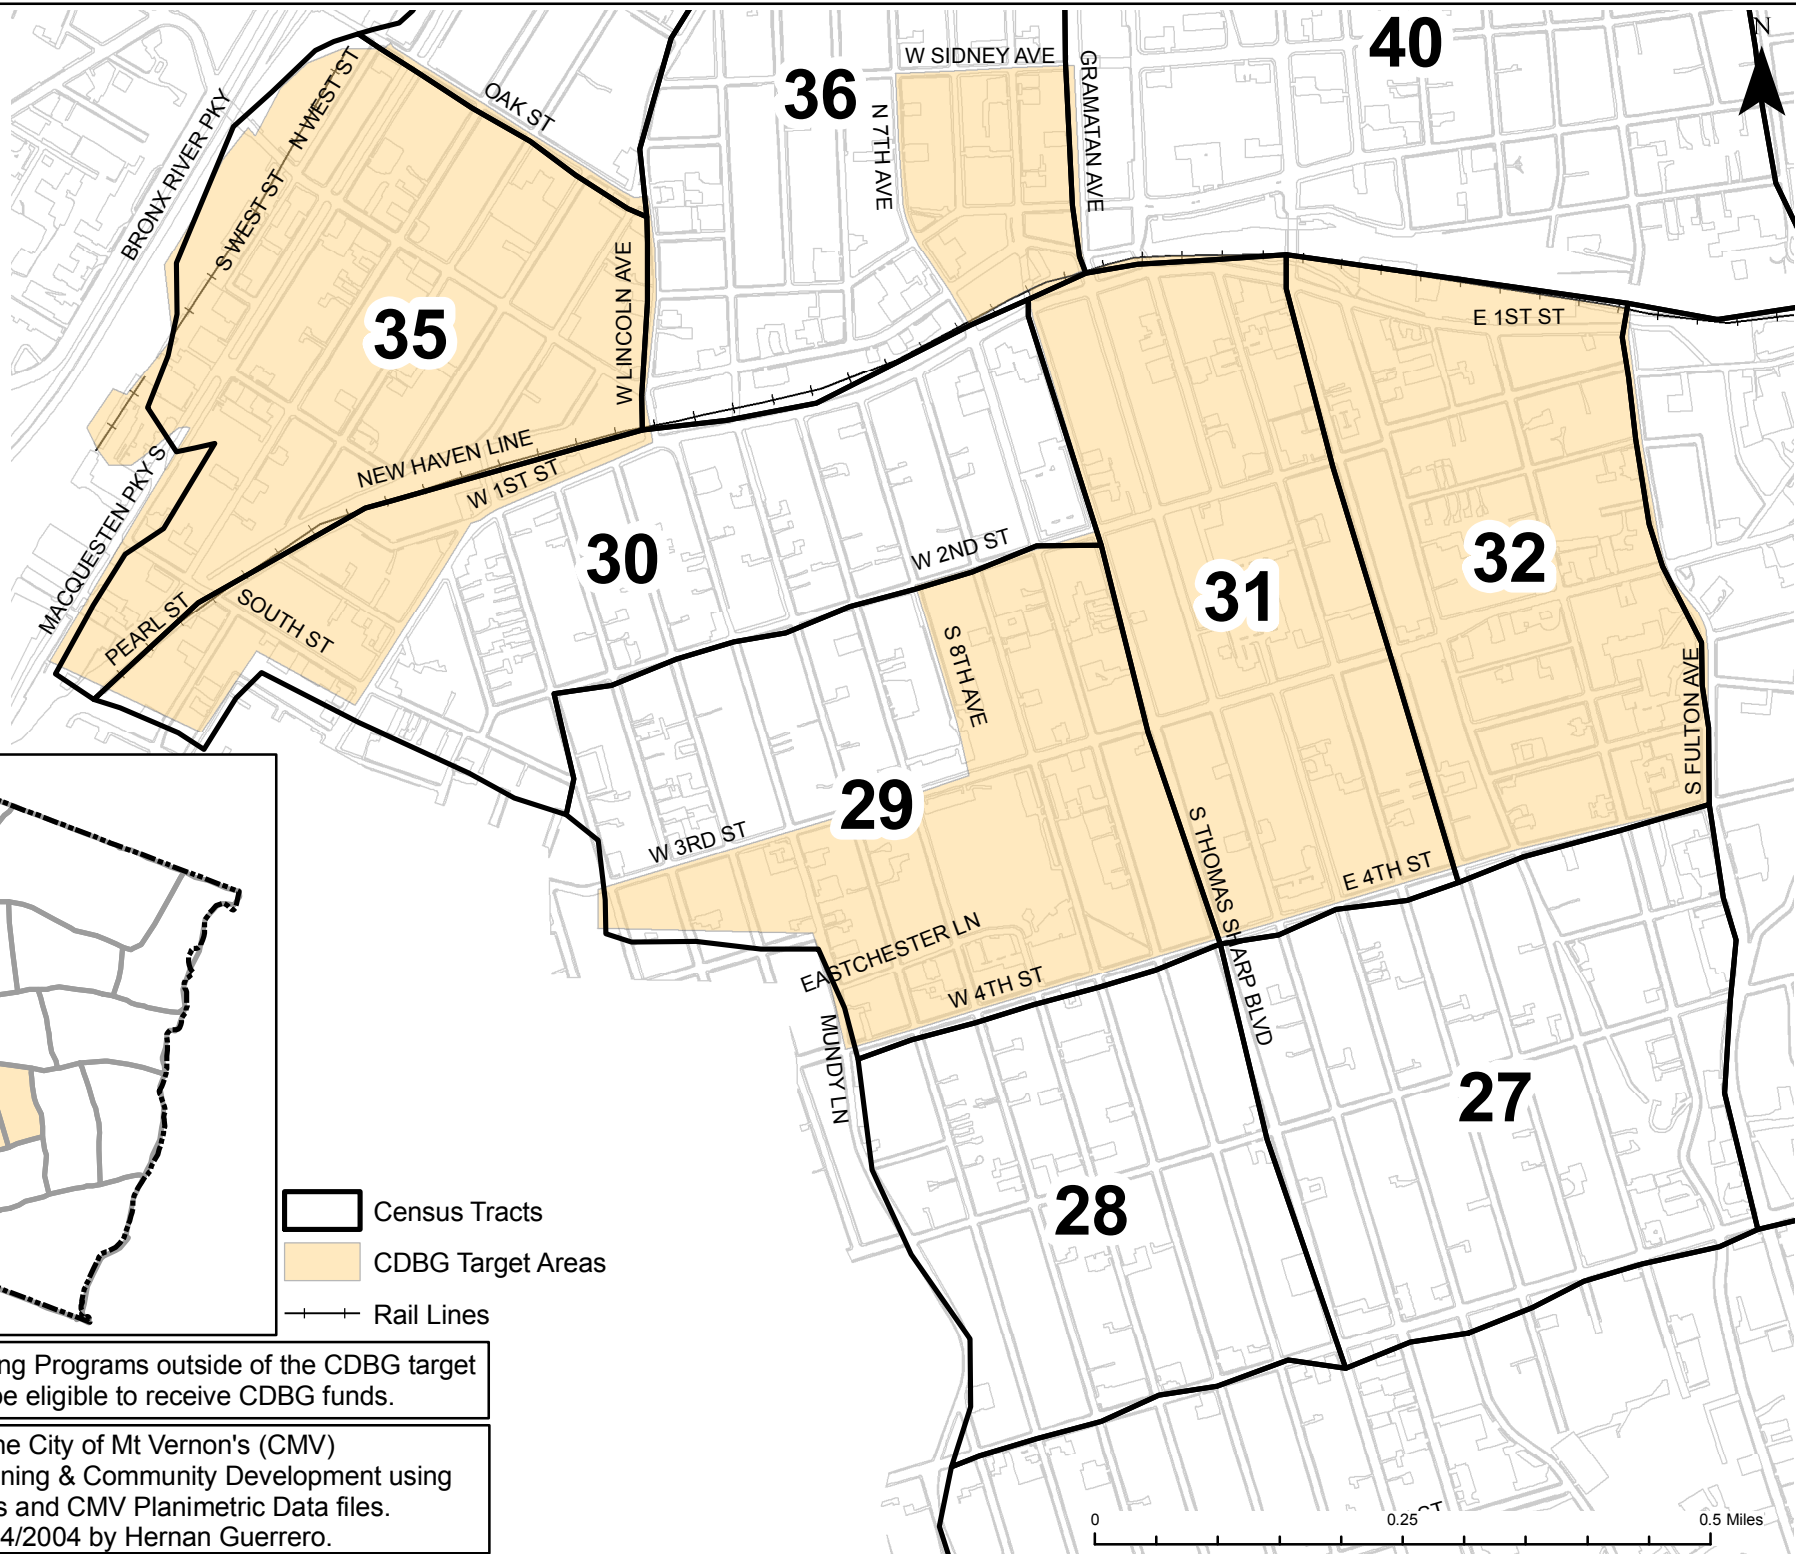 40
N
W SIDNEY AVE
36
GRAMATAN AVE
N 7TH AVE
OAK ST
N WEST ST
BRONX RIVER PKY
S WEST ST
W LINCOLN AVE
35
E 1ST ST
NEW HAVEN LINE
W 1ST ST
MACQUESTEN PKY S
30
W 2ND ST
31
32
PEARL ST
SOUTH ST
S 8TH AVE
S FULTON AVE
29
W 3RD ST
S THOMAS SHARP BLVD
E 4TH ST
EASTCHESTER LN
W 4TH ST
MUNDY LN
27
28
Census Tracts
CDBG Target Areas
Rail Lines
ng Programs outside of the CDBG target
be eligible to receive CDBG funds.
he City of Mt Vernon's (CMV)
ning & Community Development using
s and CMV Planimetric Data files.
4/2004 by Hernan Guerrero.
ST
0 0.25 0.5 Miles